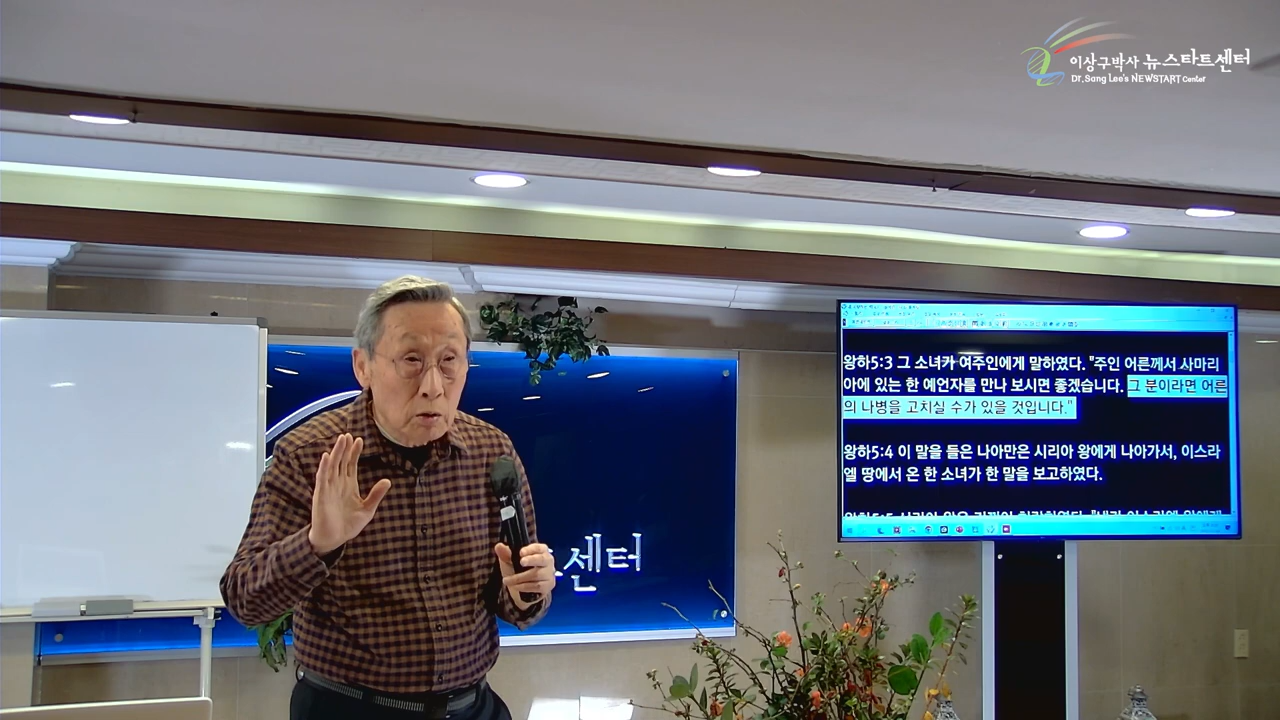 이상구박사 뉴스타트센터
Dr. Sang Lee's NEWSTART Center
왕하5:3 그 소녀가 여주인에게 말하였다. "주인 어른께서 사마리
아에 있는 한 예언자를 만나 보시면 좋겠습니다. 그 분이라면 어른
의 나병을 고치실 수가 있을 것입니다."
왕하5:4 이 말을 들은 나아만은 시리아 왕에게 나아가서, 이스라
엘 땅에서 온 한 소녀가 한 말을 보고하였다.
센터